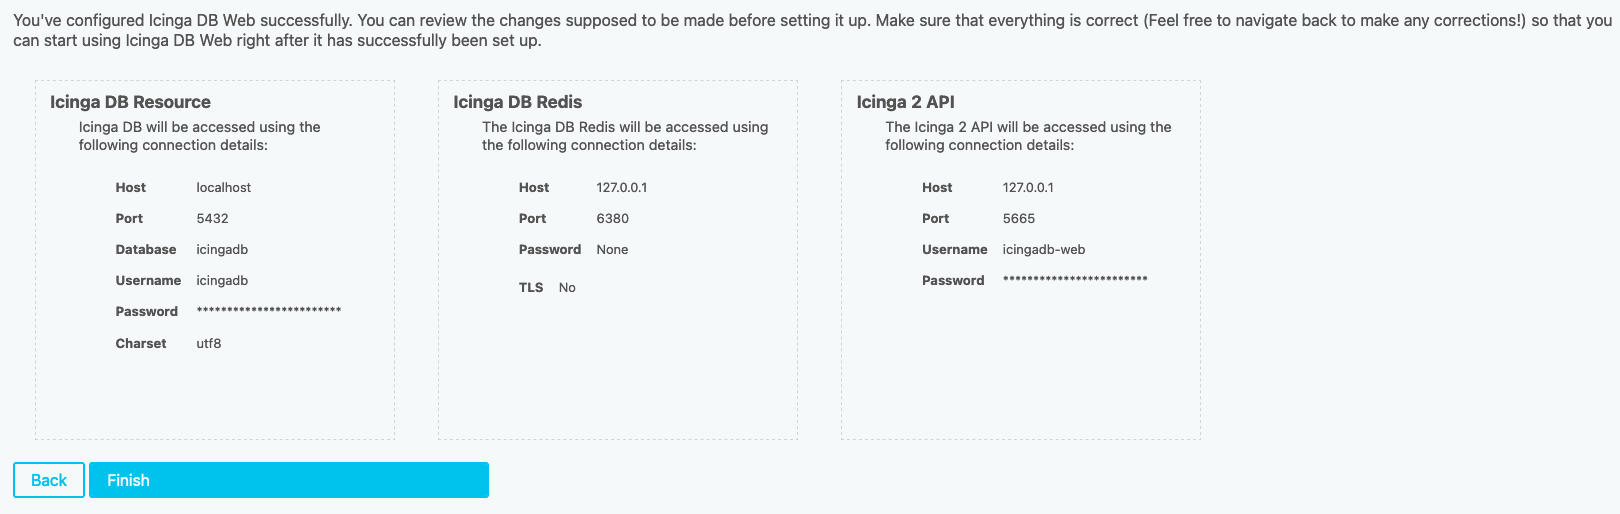 You've configured Icinga DB Web successfully. You can review the changes supposed to be made before setting it up. Make sure that everything is correct (Feel free to navigate back to make any corrections!) so that you
can start using Icinga DB Web right after it has successfully been set up.
Icinga DB Resource
Icinga DB will be accessed using the
following connection details:
Host localhost
Port 5432
Database icingadb
Username icingadb
Password ************************
Charset utf8
Icinga DB Redis
The Icinga DB Redis will be accessed using
the following connection details:
Host 127.0.0.1
Port 6380
Password None
TLS No
Icinga 2 API
The Icinga 2 API will be accessed using the
following connection details:
Host 127.0.0.1
Port 5665
Username icingadb-web
Password ************************
Back Finish